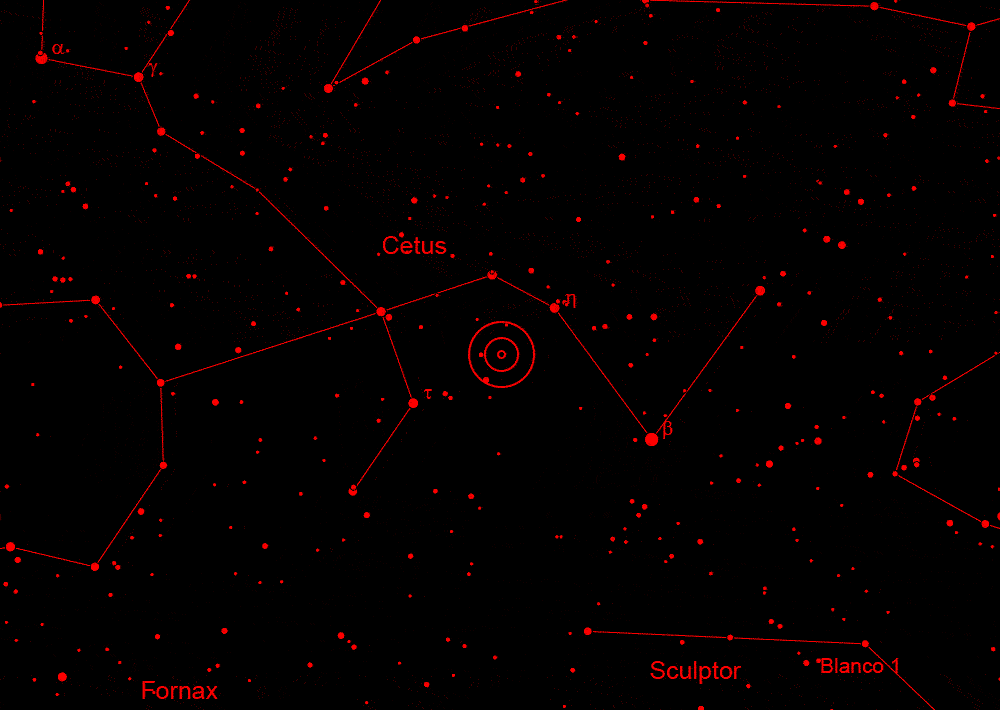 α
γ
Cetus
η
τ
β
Sculptor
Blanco 1
Fornax